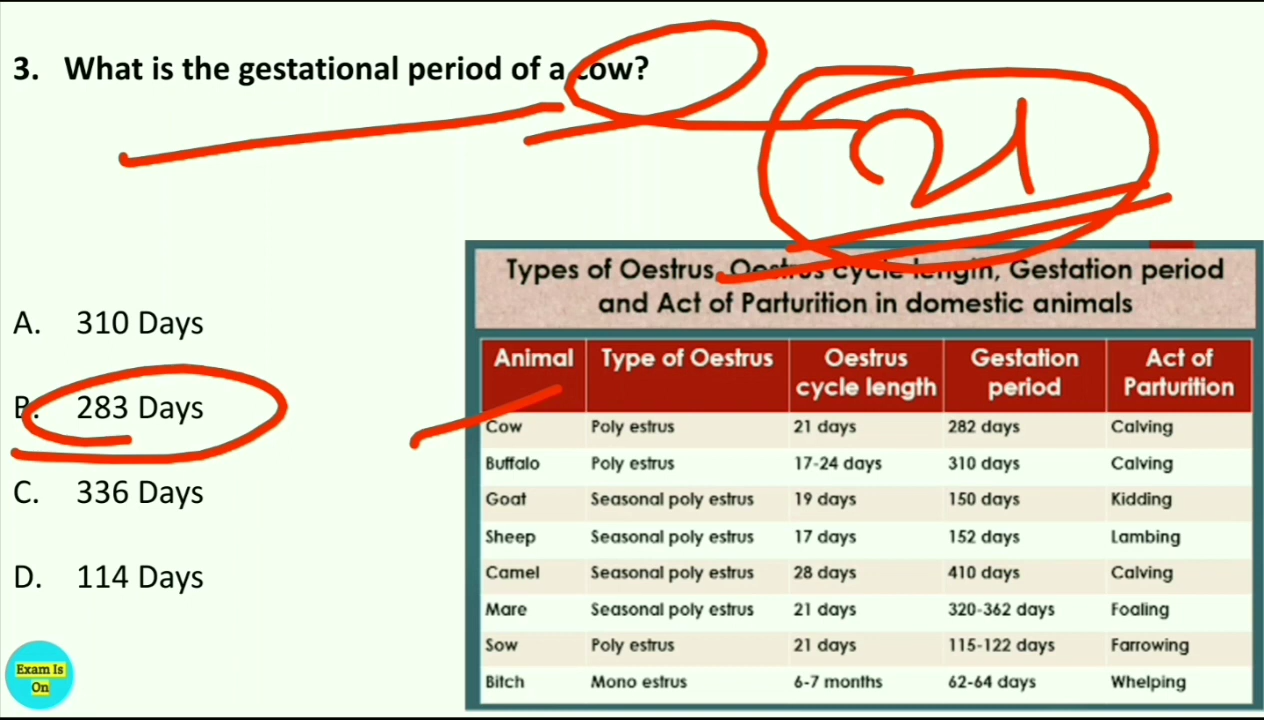 3. What is the gestational period of a cow?
21
A. 310 Days
B. 283 Days
C. 336 Days
D. 114 Days
Types of Oestrus, Oestrus cycle length, Gestation period
and Act of Parturition in domestic animals
Animal Type of Oestrus Oestrus cycle length Gestation period Act of Parturition
Cow Poly estrus 21 days 282 days Calving
Buffalo Poly estrus 17-24 days 310 days Calving
Goat Seasonal poly estrus 19 days 150 days Kidding
Sheep Seasonal poly estrus 17 days 152 days Lambing
Camel Seasonal poly estrus 28 days 410 days Calving
Mare Seasonal poly estrus 21 days 320-362 days Foaling
Sow Poly estrus 21 days 115-122 days Farrowing
Bitch Mono estrus 6-7 months 62-64 days Whelping
Exam Is
On